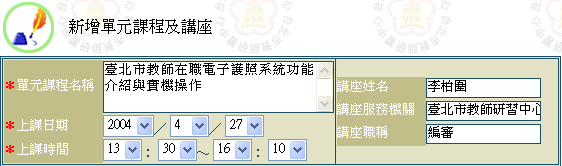 新增單元課程及講座
*單元課程名稱
臺北市教師在職電子護照系統功能
介紹與實機操作
*上課日期 2004 / 4 / 27
*上課時間 13 : 30 ~ 16 : 10
講座姓名 李柏圍
講座服務機關 臺北市教師研習中心
講座職稱 編審